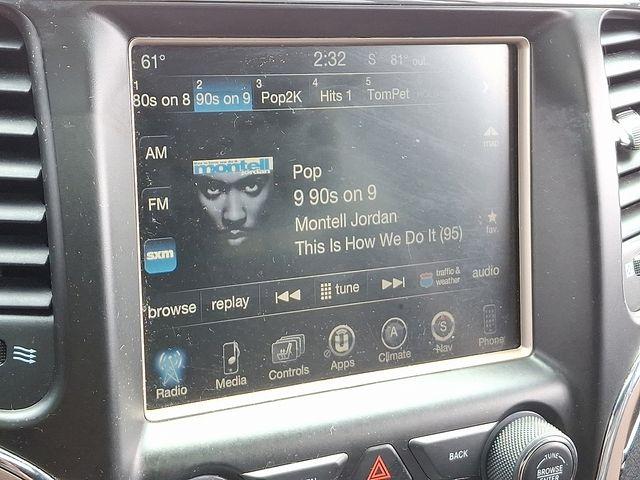 61° 2:32 S 81° out.
1 80s on 8 2 90s on 9 3 Pop2K 4 Hits 1 5 TomPet
AM
FM
sxm
montell
jordan
Pop
9 90s on 9
Montell Jordan
This Is How We Do It (95)
map
fav.
browse replay tune traffic & weather audio
Radio Media Controls Apps Climate Nav Phone
A
S
BACK
TUNE
BROWSE
ENTER